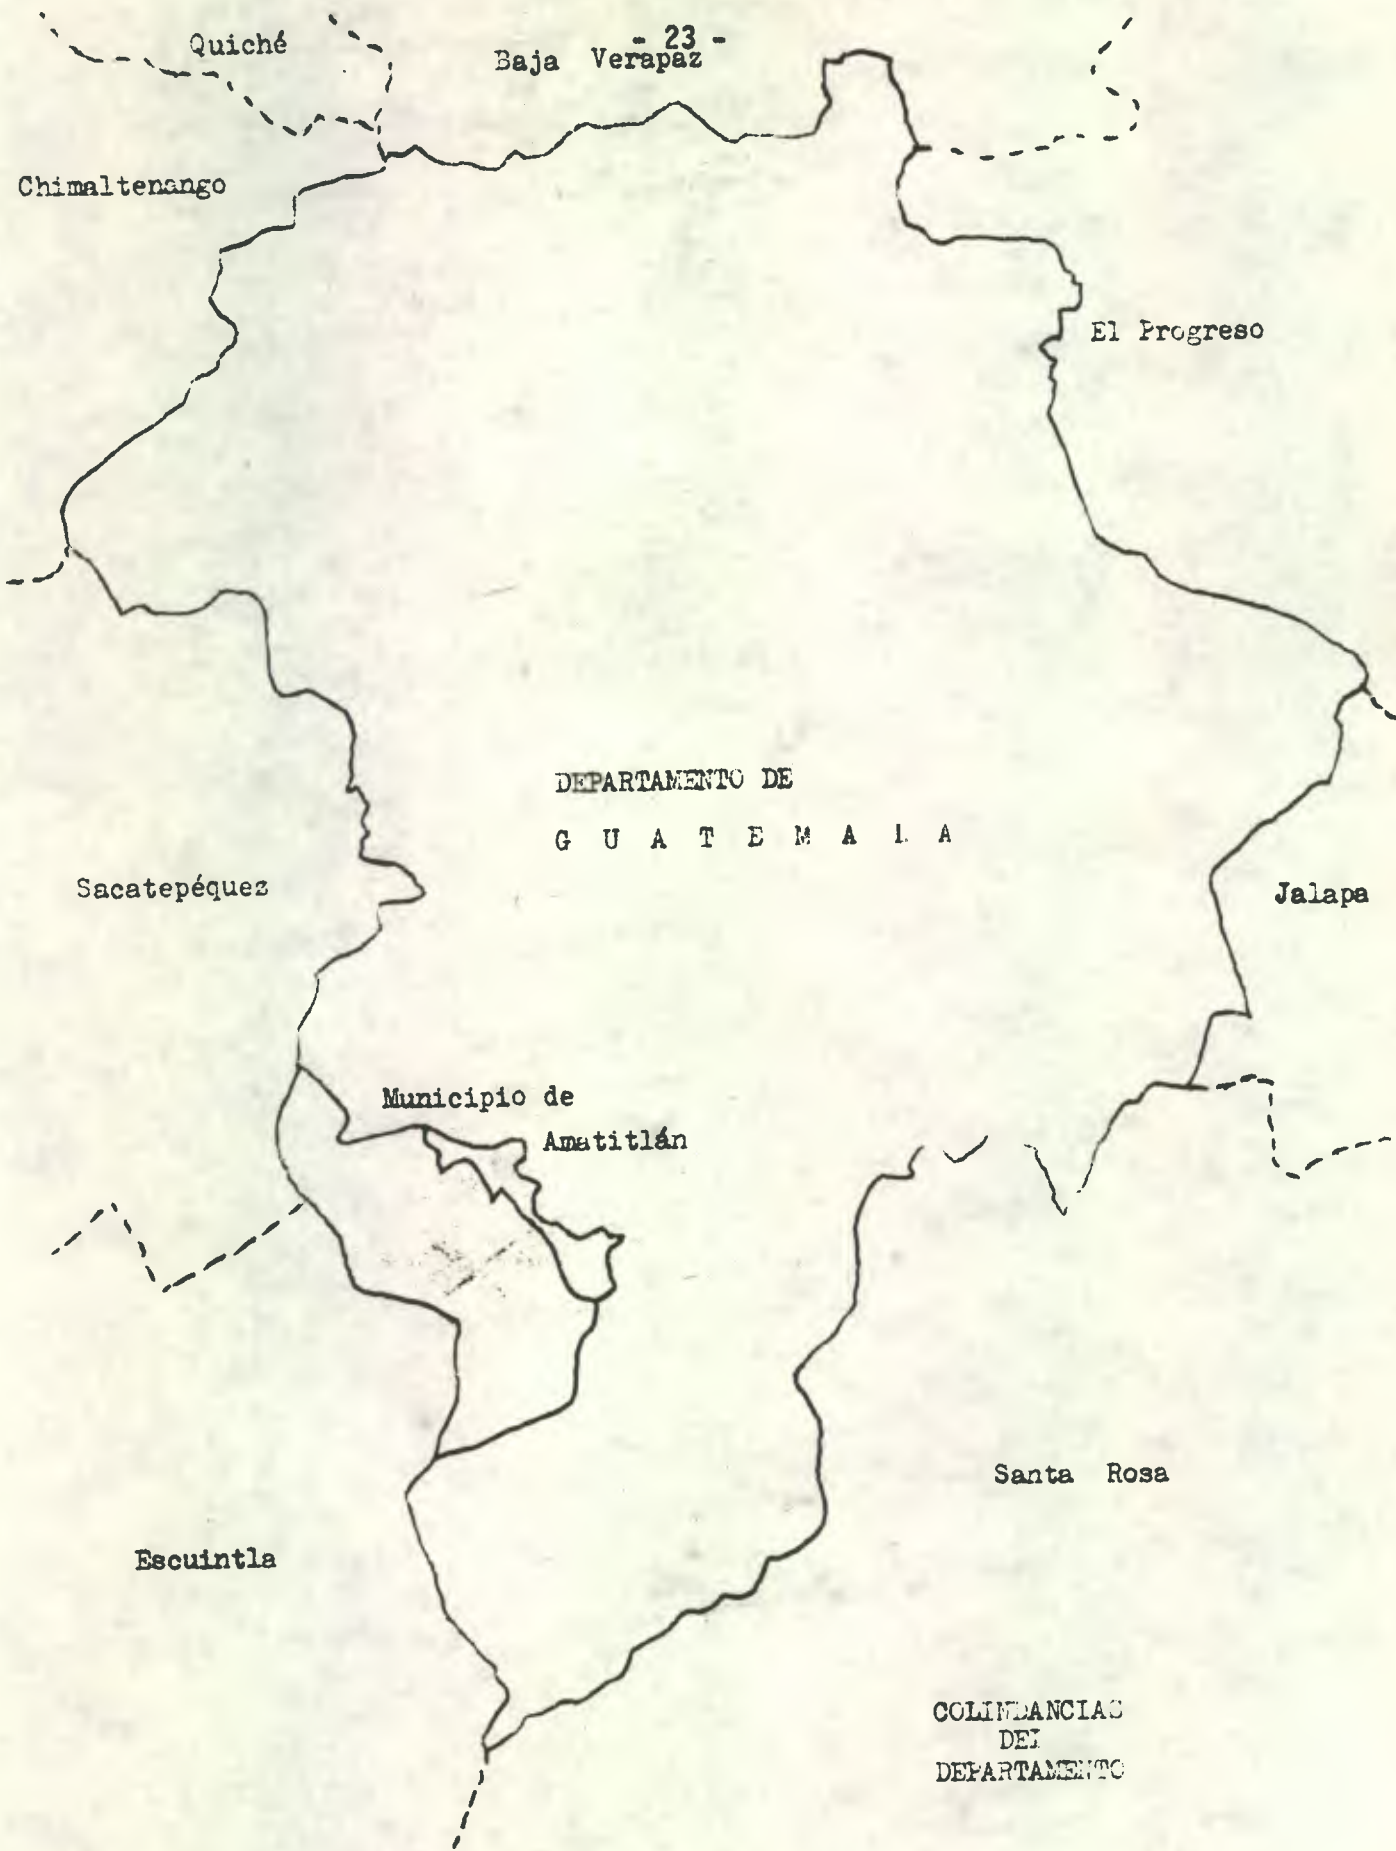 - 23 -
Quiché
Baja Verapaz
Chimaltenango
El Progreso
DEPARTAMENTO DE
G U A T E M A L A
Sacatepéquez
Jalapa
Municipio de
Amatitlán
Santa Rosa
Escuintla
COLINDANCIAS
DEL
DEPARTAMENTO